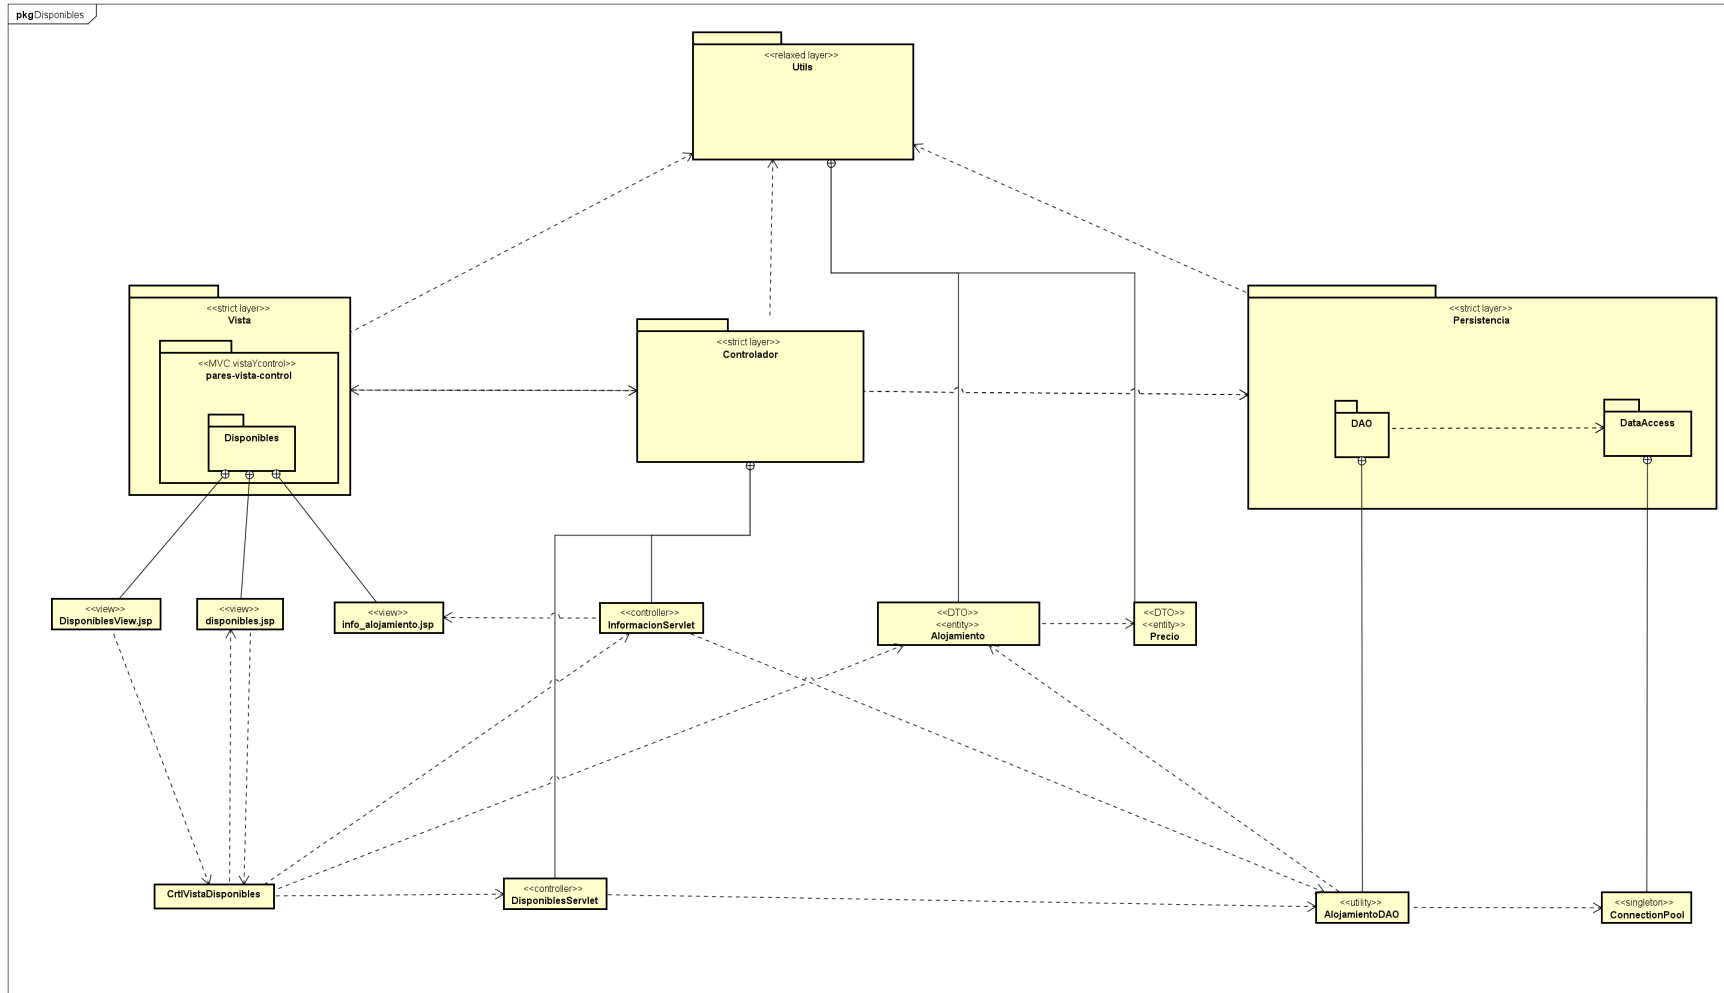 pkgDisponibles
<<relaxed layer>>
Utils
<<strict layer>>
Vista
<<MVC.vistaYcontrol>>
pares-vista-control
Disponibles
<<strict layer>>
Controlador
<<strict layer>>
Persistencia
DAO
DataAccess
<<view>>
DisponiblesView.jsp
<<view>>
disponibles.jsp
<<view>>
info_alojamiento.jsp
<<controller>>
InformacionServlet
<<DTO>>
<<entity>>
Alojamiento
<<DTO>>
<<entity>>
Precio
CrtlVistaDisponibles
<<controller>>
DisponiblesServlet
<<utility>>
AlojamientoDAO
<<singleton>>
ConnectionPool